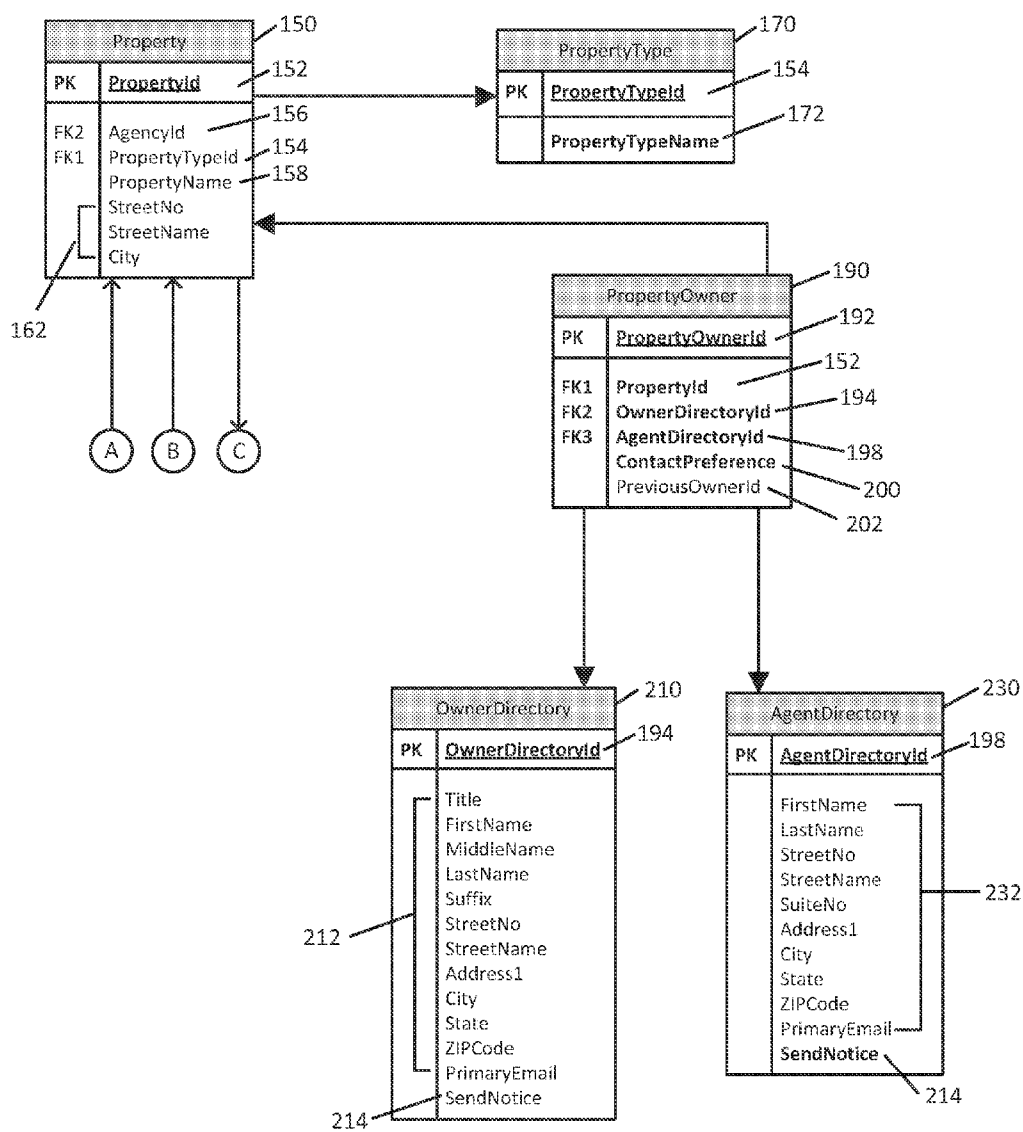 Property
150
PK PropertyId
152
FK2 AgencyId
156
FK1 PropertyTypeId
154
PropertyName
158
StreetNo
StreetName
City
162
A B C
PropertyType
170
PK PropertyTypeId
154
PropertyTypeName
172
PropertyOwner
190
PK PropertyOwnerId
192
FK1 PropertyId
152
FK2 OwnerDirectoryId
194
FK3 AgentDirectoryId
198
ContactPreference
200
PreviousOwnerId
202
OwnerDirectory
210
PK OwnerDirectoryId
194
Title
FirstName
MiddleName
LastName
Suffix
StreetNo
212
StreetName
Address1
City
State
ZIPCode
PrimaryEmail
214 SendNotice
AgentDirectory
230
PK AgentDirectoryId
198
FirstName
LastName
StreetNo
StreetName
232
SuiteNo
Address1
City
State
ZIPCode
PrimaryEmail
SendNotice
214